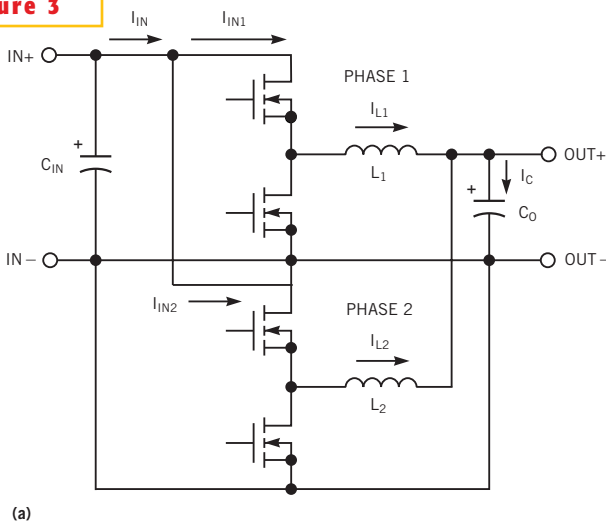 ure 3
I_IN
I_IN1
IN+
PHASE 1
I_L1
+
C_IN
L_1
OUT+
I_C
+
C_O
IN–
OUT–
I_IN2
PHASE 2
I_L2
L_2
(a)